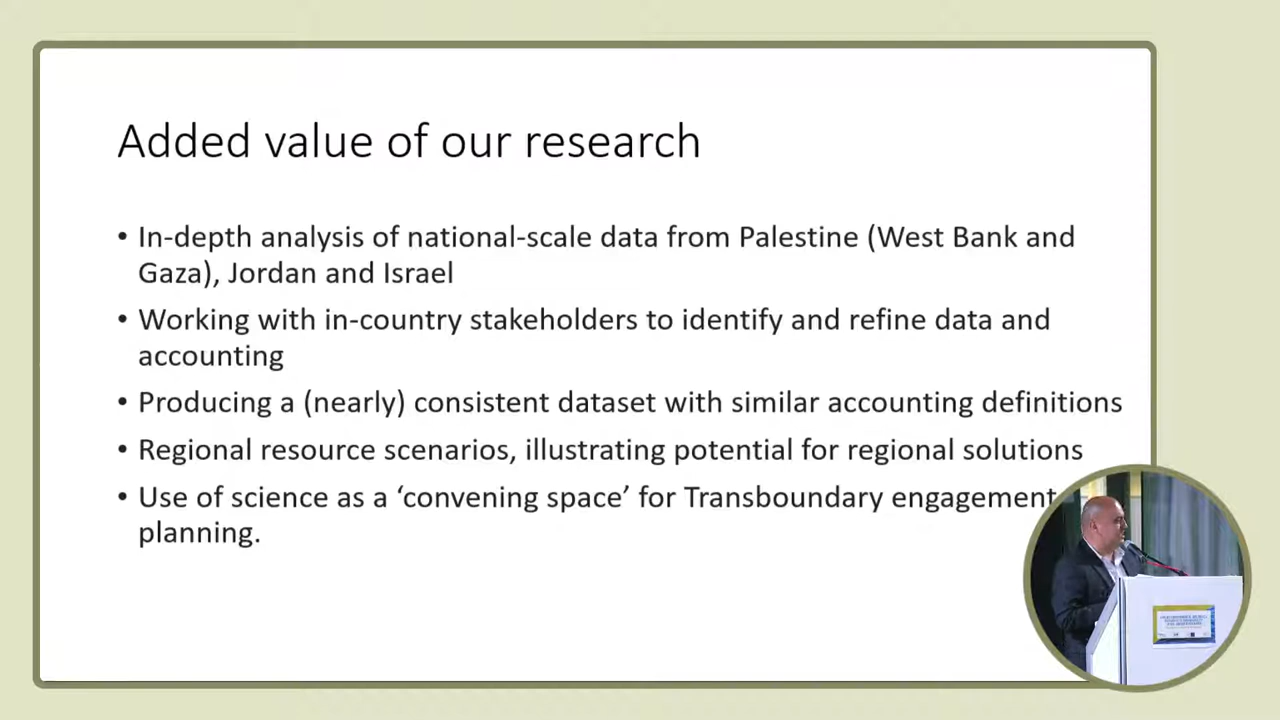 Added value of our research
• In-depth analysis of national-scale data from Palestine (West Bank and
Gaza), Jordan and Israel
• Working with in-country stakeholders to identify and refine data and
accounting
• Producing a (nearly) consistent dataset with similar accounting definitions
• Regional resource scenarios, illustrating potential for regional solutions
• Use of science as a ‘convening space’ for Transboundary engagement
planning.